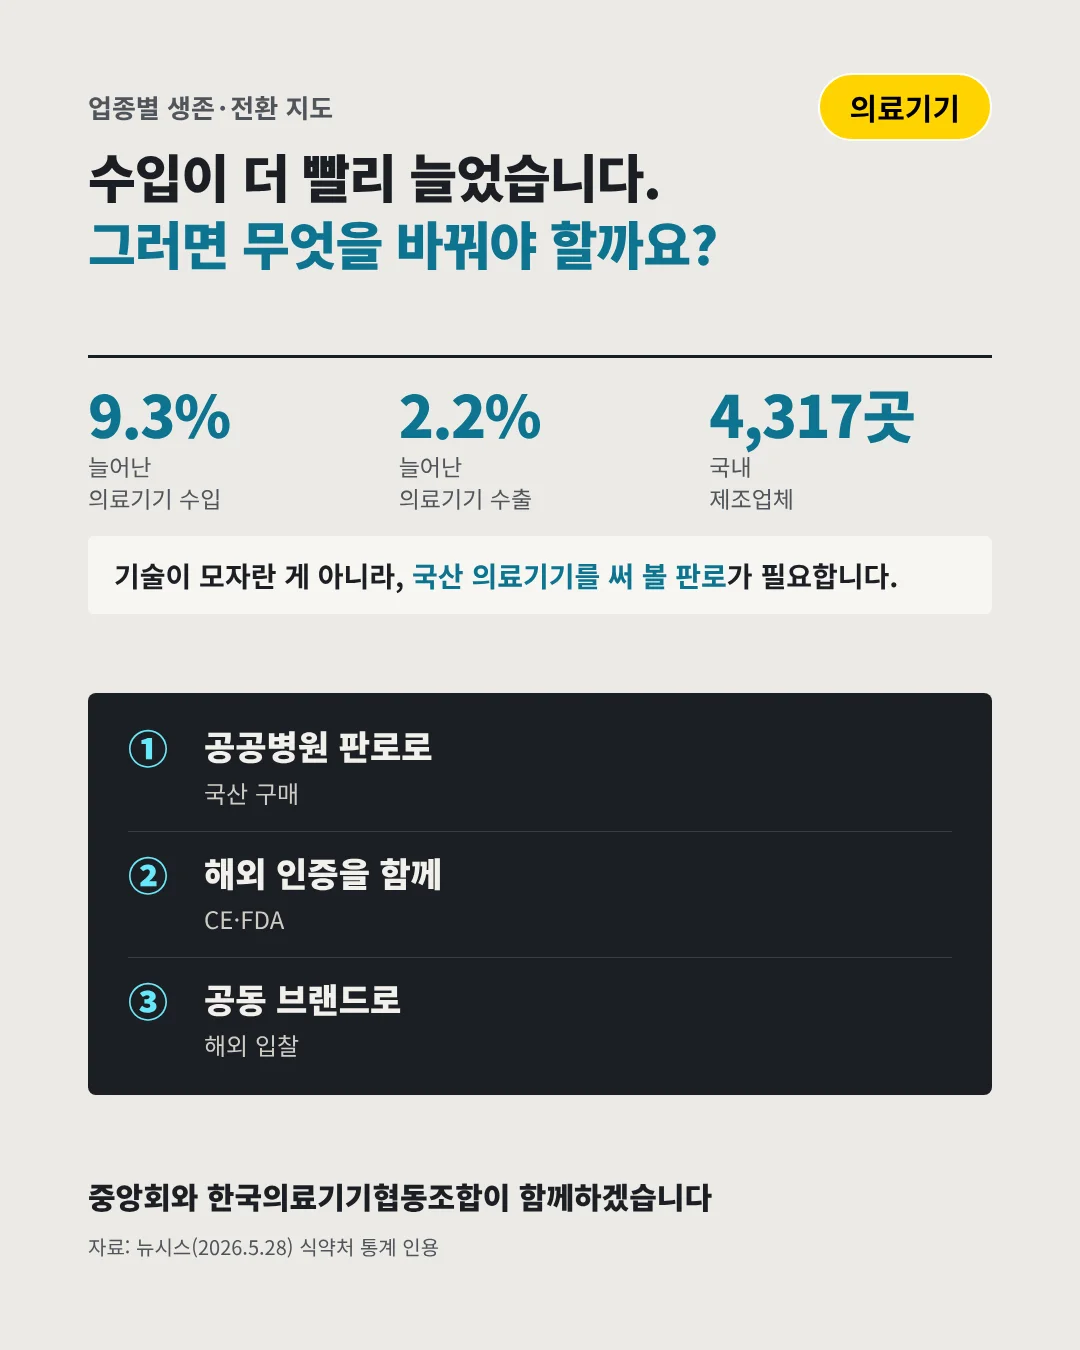 업종별 생존·전환 지도
의료기기
수입이 더 빨리 늘었습니다.
그러면 무엇을 바꿔야 할까요?
9.3%
늘어난
의료기기 수입
2.2%
늘어난
의료기기 수출
4,317곳
국내
제조업체
기술이 모자란 게 아니라, 국산 의료기기를 써 볼 판로가 필요합니다.
① 공공병원 판로로
국산 구매
② 해외 인증을 함께
CE·FDA
③ 공동 브랜드로
해외 입찰
중앙회와 한국의료기기협동조합이 함께하겠습니다
자료: 뉴시스(2026.5.28) 식약처 통계 인용